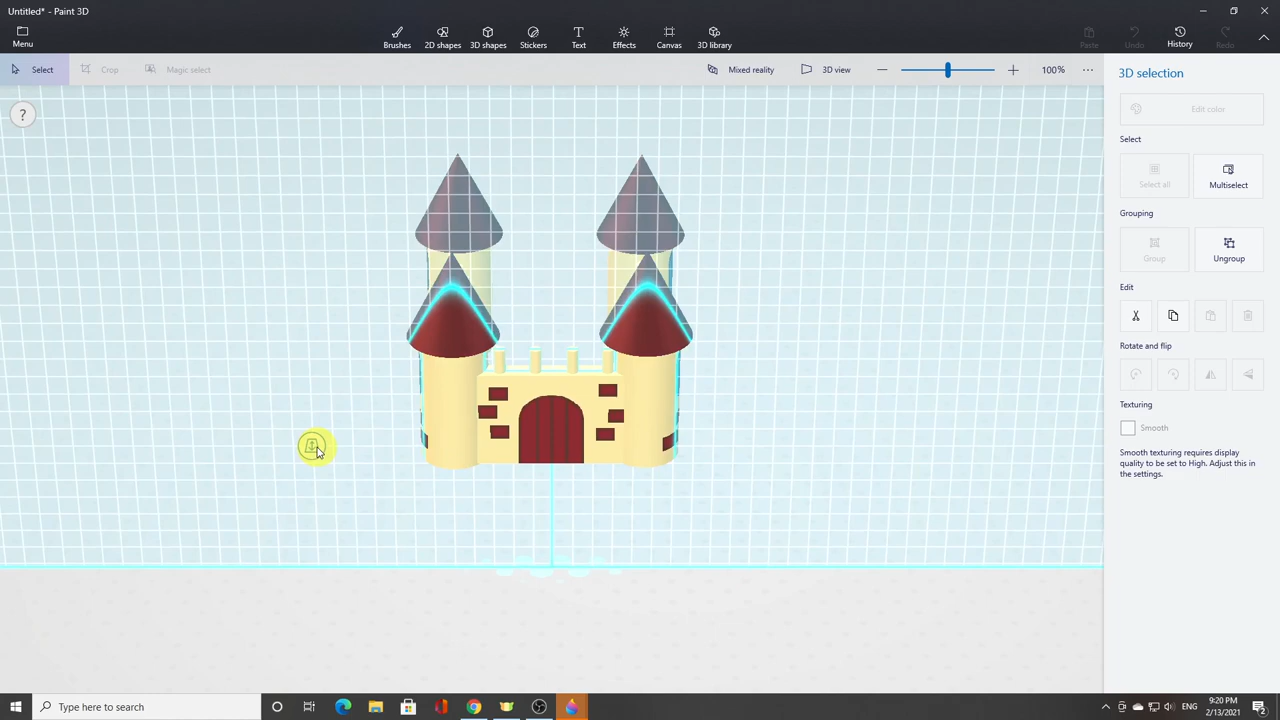 Untitled* - Paint 3D
Menu
Brushes
2D shapes
3D shapes
Stickers
Text
Effects
Canvas
3D library
Paste
Undo
History
Redo
Select
Crop
Magic select
Mixed reality
3D view
100%
?
3D selection
Edit color
Select
Select all
Multiselect
Grouping
Group
Ungroup
Edit
Rotate and flip
Texturing
Smooth
Smooth texturing requires display
quality to be set to High. Adjust this in
the settings.
Type here to search
ENG
9:20 PM
2/13/2021
2